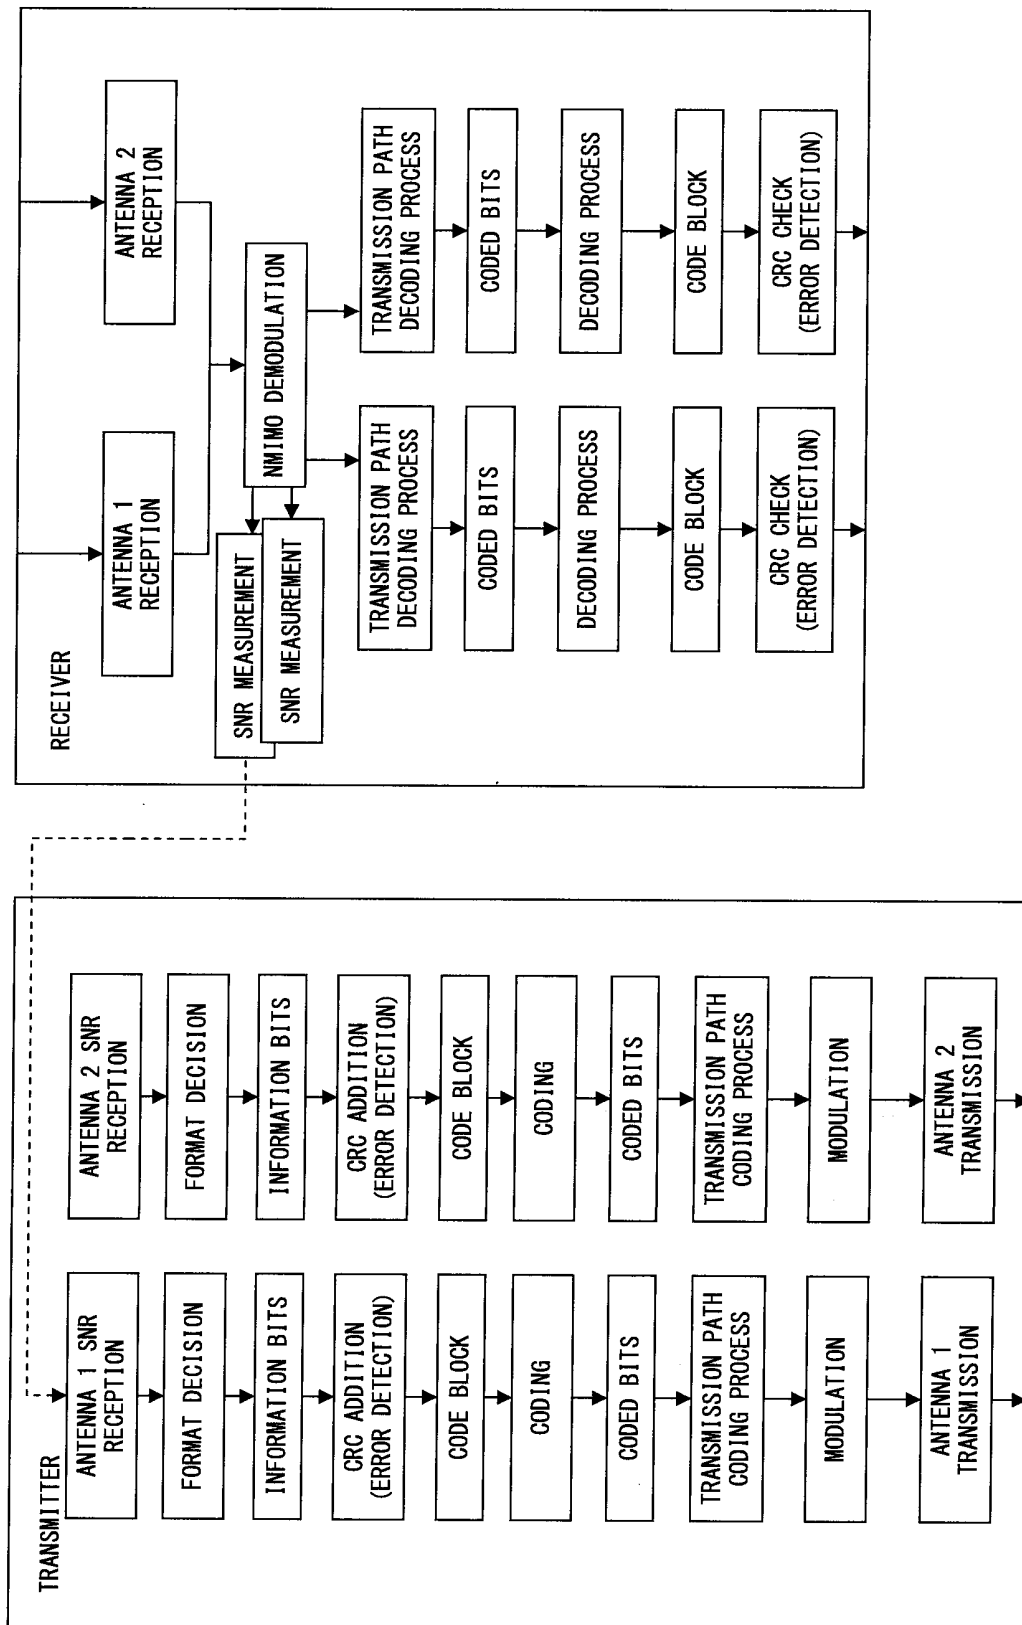 TRANSMITTER
ANTENNA 1 SNR
RECEPTION
FORMAT DECISION
INFORMATION BITS
CRC ADDITION
(ERROR DETECTION)
CODE BLOCK
CODING
CODED BITS
TRANSMISSION PATH
CODING PROCESS
MODULATION
ANTENNA 1
TRANSMISSION
ANTENNA 2 SNR
RECEPTION
FORMAT DECISION
INFORMATION BITS
CRC ADDITION
(ERROR DETECTION)
CODE BLOCK
CODING
CODED BITS
TRANSMISSION PATH
CODING PROCESS
MODULATION
ANTENNA 2
TRANSMISSION
RECEIVER
ANTENNA 1
RECEPTION
ANTENNA 2
RECEPTION
SNR MEASUREMENT
SNR MEASUREMENT
NMIMO DEMODULATION
TRANSMISSION PATH
DECODING PROCESS
CODED BITS
DECODING PROCESS
CODE BLOCK
CRC CHECK
(ERROR DETECTION)
TRANSMISSION PATH
DECODING PROCESS
CODED BITS
DECODING PROCESS
CODE BLOCK
CRC CHECK
(ERROR DETECTION)